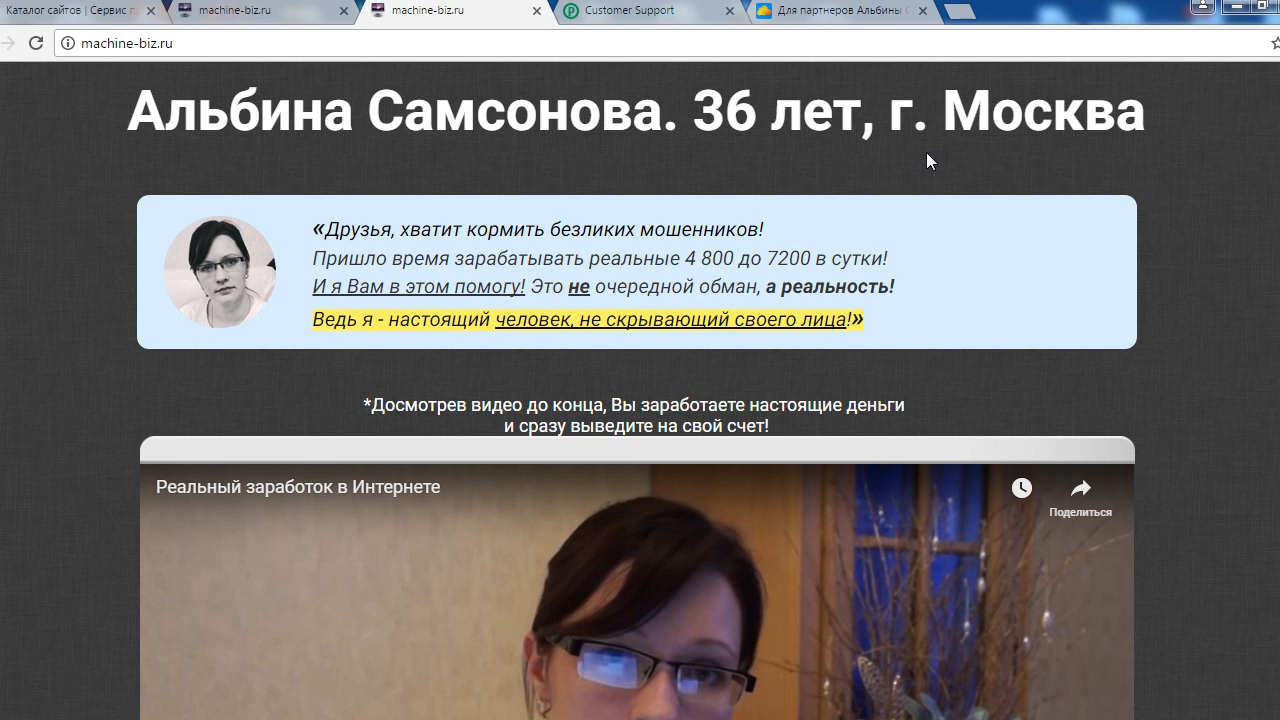 Каталог сайтов | Сервис п
machine-biz.ru
machine-biz.ru
Customer Support
Для партнеров Альбины С
machine-biz.ru
Альбина Самсонова. 36 лет, г. Москва
«Друзья, хватит кормить безликих мошенников!
Пришло время зарабатывать реальные 4 800 до 7200 в сутки!
И я Вам в этом помогу! Это не очередной обман, а реальность!
Ведь я - настоящий человек, не скрывающий своего лица!»
*Досмотрев видео до конца, Вы заработаете настоящие деньги
и сразу выведите на свой счет!
Реальный заработок в Интернете
Поделиться